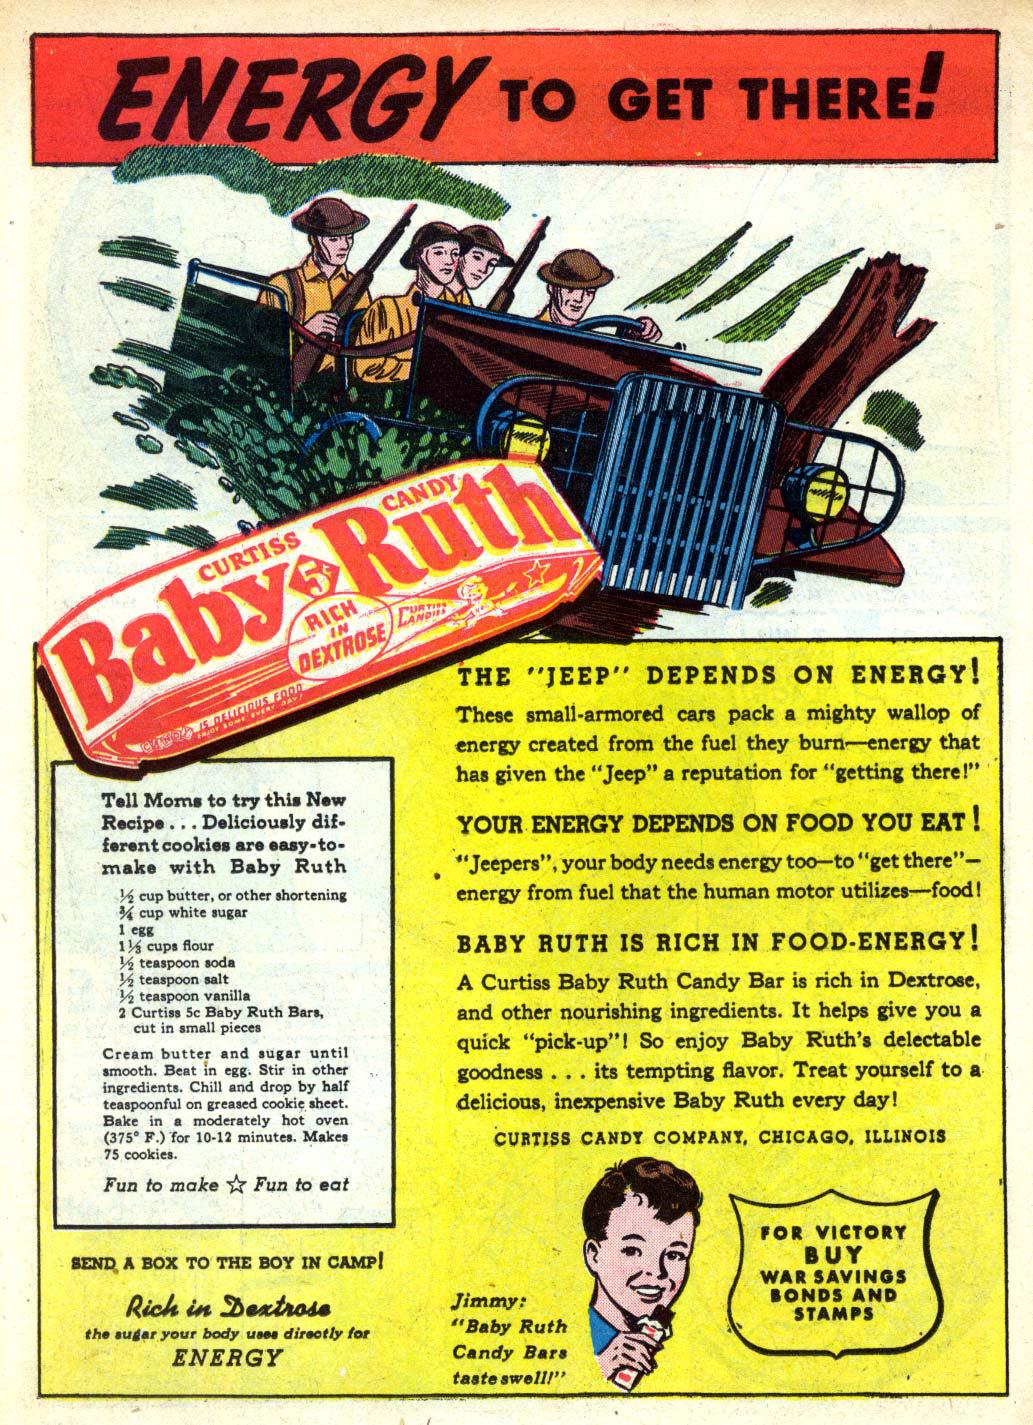 ENERGY TO GET THERE!
CURTISS CANDY
Baby Ruth
5¢
RICH
IN
DEXTROSE
CURTISS
CANDIES
IS DELICIOUS FOOD
ENJOY SOME EVERY DAY!
THE "JEEP" DEPENDS ON ENERGY!
These small-armored cars pack a mighty wallop of
energy created from the fuel they burn—energy that
has given the "Jeep" a reputation for "getting there!"
YOUR ENERGY DEPENDS ON FOOD YOU EAT!
"Jeepers", your body needs energy too—to "get there"—
energy from fuel that the human motor utilizes—food!
BABY RUTH IS RICH IN FOOD-ENERGY!
A Curtiss Baby Ruth Candy Bar is rich in Dextrose,
and other nourishing ingredients. It helps give you a
quick "pick-up"! So enjoy Baby Ruth's delectable
goodness . . . its tempting flavor. Treat yourself to a
delicious, inexpensive Baby Ruth every day!
CURTISS CANDY COMPANY, CHICAGO, ILLINOIS
Tell Moms to try this New
Recipe . . . Deliciously dif-
ferent cookies are easy-to-
make with Baby Ruth
½ cup butter, or other shortening
¾ cup white sugar
1 egg
1⅓ cups flour
½ teaspoon soda
½ teaspoon salt
½ teaspoon vanilla
2 Curtiss 5c Baby Ruth Bars,
cut in small pieces
Cream butter and sugar until
smooth. Beat in egg. Stir in other
ingredients. Chill and drop by half
teaspoonful on greased cookie sheet.
Bake in a moderately hot oven
(375° F.) for 10-12 minutes. Makes
75 cookies.
Fun to make ☆ Fun to eat
SEND A BOX TO THE BOY IN CAMP!
Rich in Dextrose
the sugar your body uses directly for
ENERGY
Jimmy:
"Baby Ruth
Candy Bars
taste swell!"
FOR VICTORY
BUY
WAR SAVINGS
BONDS AND
STAMPS